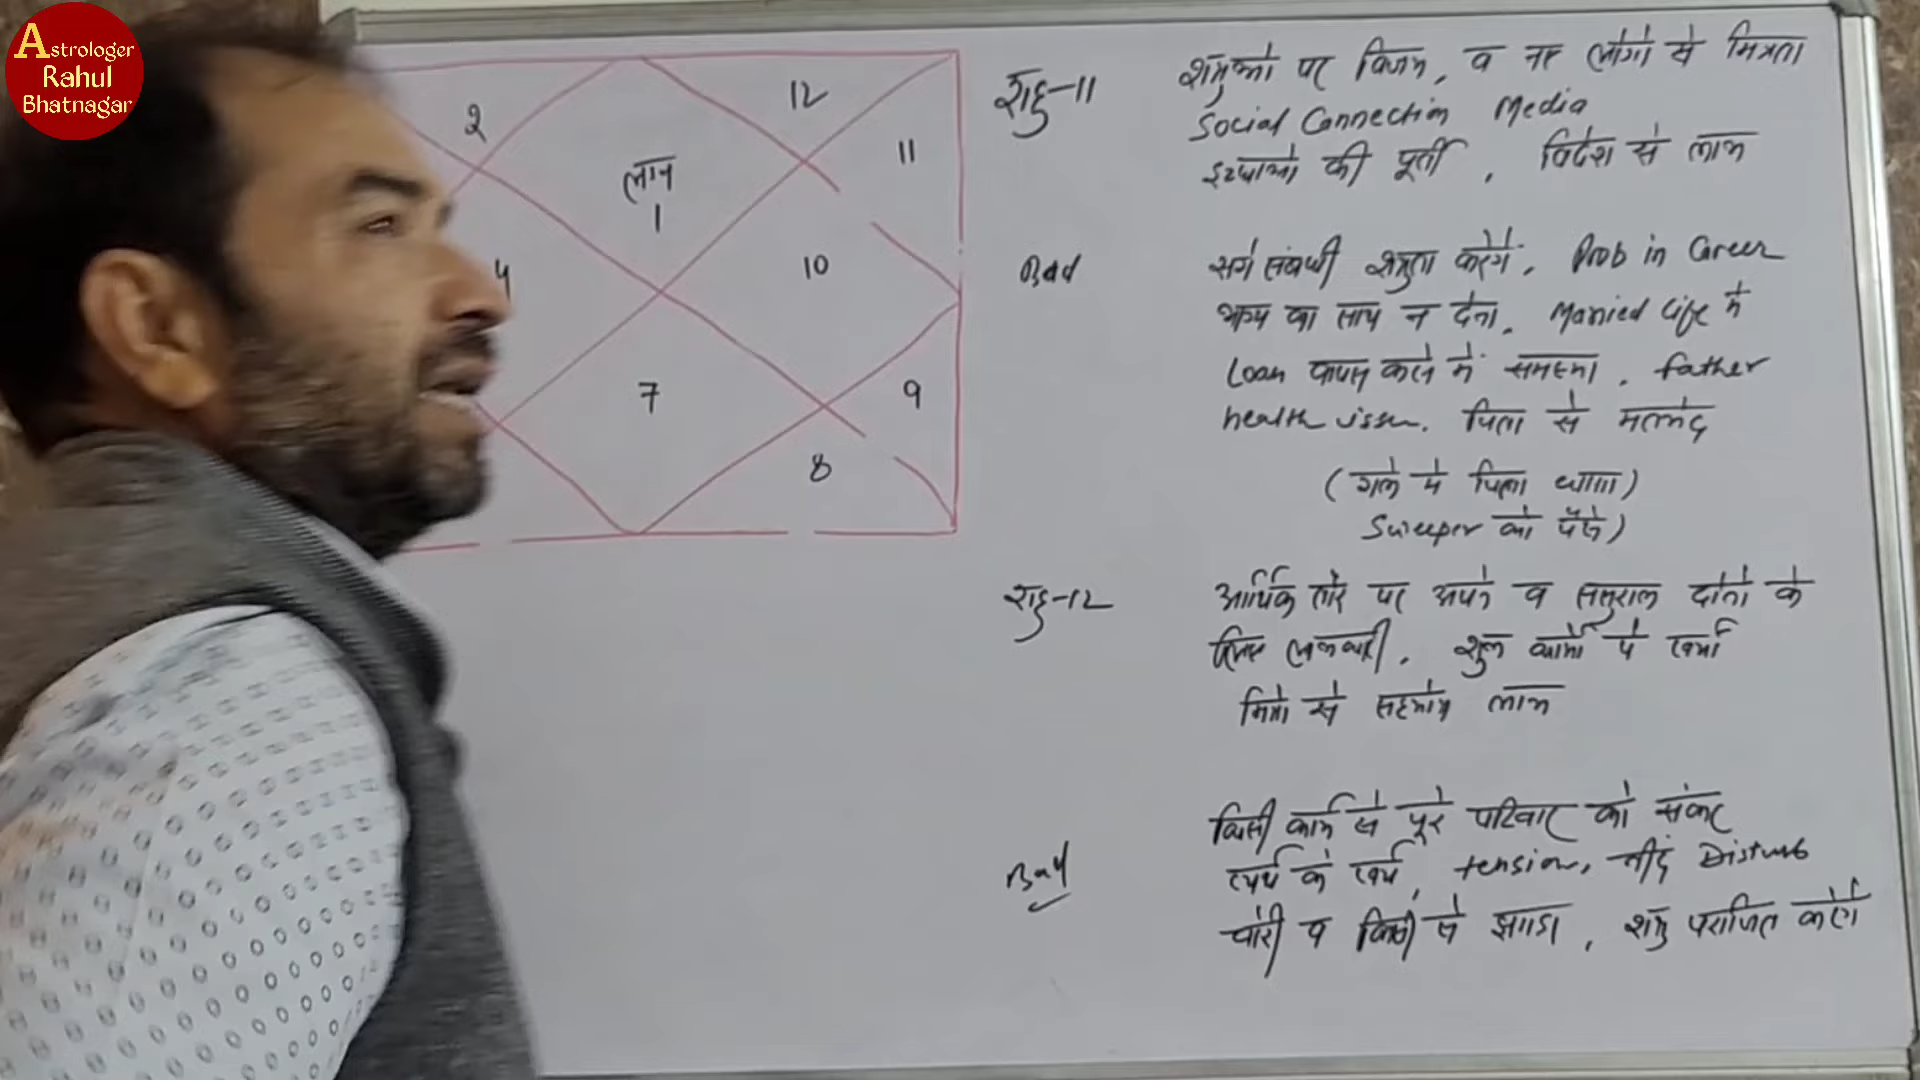 Astrologer
Rahul
Bhatnagar
2
12
11
लग्न
1
10
4
7
9
8
राहु-11
शत्रुओ पर विजय, व नए लोगो से मित्रता
Social Connection Media
इच्छाओ की पूर्ती , विदेश से लाभ
Bad
सगे संबंधी शत्रुता करेगें, Prob in Career
भाग्य का साथ न देना, Married Life मे
Loan वापस करने मे समस्या , father
health issue. पिता से मतभेद
(गले मे पिला धागा)
Sweeper को पैसे)
राहु-12
आर्थिक तौर पर अपने व ससुराल दोनो के
लिए लाभकारी, शुभ कार्यो पे खर्चा
मित्रो से सहयोग लाभ
Bad
किसी कार्य से पूरे परिवार को संकट
व्यर्थ के खर्च, tension, नींद Disturb
चोरी व किसी से झगडा , शत्रु पराजित करेगें